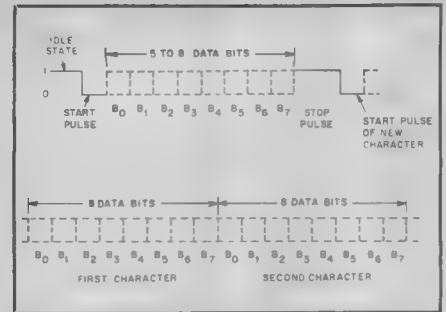 IDLE STATE
5 TO 8 DATA BITS
1
0
START PULSE
B0 B1 B2 B3 B4 B5 B6 B7
STOP PULSE
START PULSE OF NEW CHARACTER
8 DATA BITS
8 DATA BITS
B0 B1 B2 B3 B4 B5 B6 B7 B0 B1 B2 B3 B4 B5 B6 B7
FIRST CHARACTER
SECOND CHARACTER